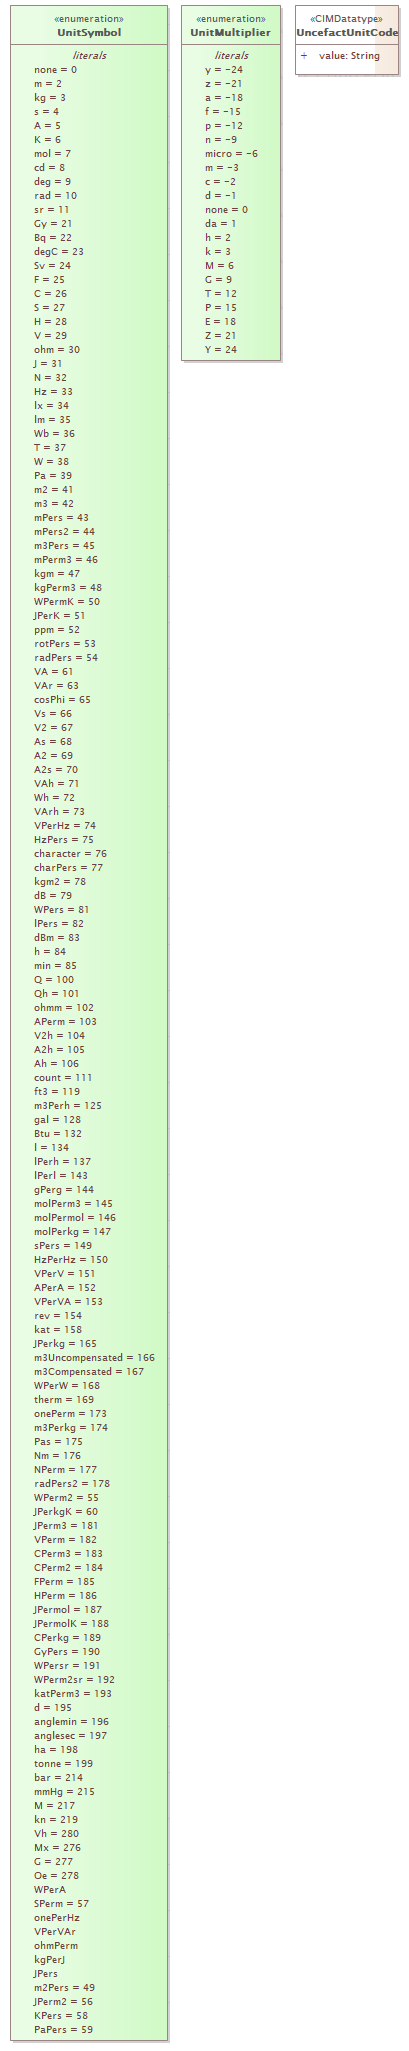 «enumeration»
UnitSymbol
literals
none = 0
m = 2
kg = 3
s = 4
A = 5
K = 6
mol = 7
cd = 8
deg = 9
rad = 10
sr = 11
Gy = 21
Bq = 22
degC = 23
Sv = 24
F = 25
C = 26
S = 27
H = 28
V = 29
ohm = 30
J = 31
N = 32
Hz = 33
lx = 34
lm = 35
Wb = 36
T = 37
W = 38
Pa = 39
m2 = 41
m3 = 42
mPers = 43
mPers2 = 44
m3Pers = 45
mPerm3 = 46
kgm = 47
kgPerm3 = 48
WPermK = 50
JPerK = 51
ppm = 52
rotPers = 53
radPers = 54
VA = 61
VAr = 63
cosPhi = 65
Vs = 66
V2 = 67
As = 68
A2 = 69
A2s = 70
VAh = 71
Wh = 72
VArh = 73
VPerHz = 74
HzPers = 75
character = 76
charPers = 77
kgm2 = 78
dB = 79
WPers = 81
lPers = 82
dBm = 83
h = 84
min = 85
Q = 100
Qh = 101
ohmm = 102
APerm = 103
V2h = 104
A2h = 105
Ah = 106
count = 111
ft3 = 119
m3Perh = 125
gal = 128
Btu = 132
l = 134
lPerh = 137
lPerl = 143
gPerg = 144
molPerm3 = 145
molPermol = 146
molPerkg = 147
sPers = 149
HzPerHz = 150
VPerV = 151
APerA = 152
VPerVA = 153
rev = 154
kat = 158
JPerkg = 165
m3Uncompensated = 166
m3Compensated = 167
WPerW = 168
therm = 169
onePerm = 173
m3Perkg = 174
Pas = 175
Nm = 176
NPerm = 177
radPers2 = 178
WPerm2 = 55
JPerkgK = 60
JPerm3 = 181
VPerm = 182
CPerm3 = 183
CPerm2 = 184
FPerm = 185
HPerm = 186
JPermol = 187
JPermolK = 188
CPerkg = 189
GyPers = 190
WPersr = 191
WPerm2sr = 192
katPerm3 = 193
d = 195
anglemin = 196
anglesec = 197
ha = 198
tonne = 199
bar = 214
mmHg = 215
M = 217
kn = 219
Vh = 280
Mx = 276
G = 277
Oe = 278
WPerA
SPerm = 57
onePerHz
VPerVAr
ohmPerm
kgPerJ
JPers
m2Pers = 49
JPerm2 = 56
KPers = 58
PaPers = 59
«enumeration»
UnitMultiplier
literals
y = −24
z = −21
a = −18
f = −15
p = −12
n = −9
micro = −6
m = −3
c = −2
d = −1
none = 0
da = 1
h = 2
k = 3
M = 6
G = 9
T = 12
P = 15
E = 18
Z = 21
Y = 24
«CIMDatatype»
UncefactUnitCode
+ value: String